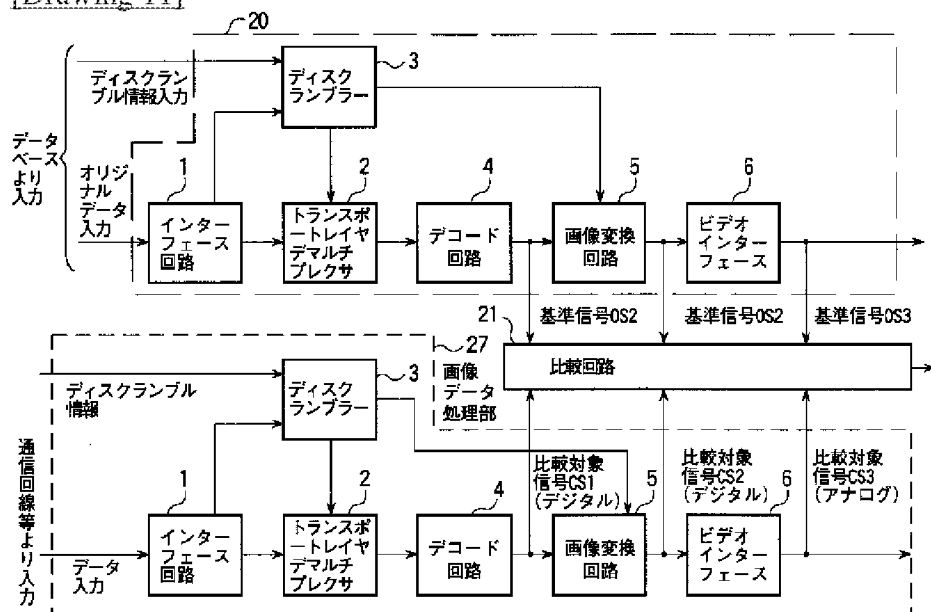 [Drawing 11]
20
ディスクラン
ブル情報入力
ディスク
ランブラー
3
データ
ベース
より
入力
オリジ
ナル
データ
入力
1
インター
フェース
回路
2
トランスポ
ートレイヤ
デマルチ
プレクサ
4
デコード
回路
5
画像変換
回路
6
ビデオ
インター
フェース
基準信号OS2
基準信号OS2
基準信号OS3
21
比較回路
27
画像
データ
処理部
ディスクランブル
情報
ディスク
ランブラー
3
通信回線等より入力
データ
入力
1
インター
フェース
回路
2
トランスポ
ートレイヤ
デマルチ
プレクサ
4
デコード
回路
比較対象
信号CS1
(デジタル)
5
画像変換
回路
比較対象
信号CS2
(デジタル)
6
ビデオ
インター
フェース
比較対象
信号CS3
(アナログ)